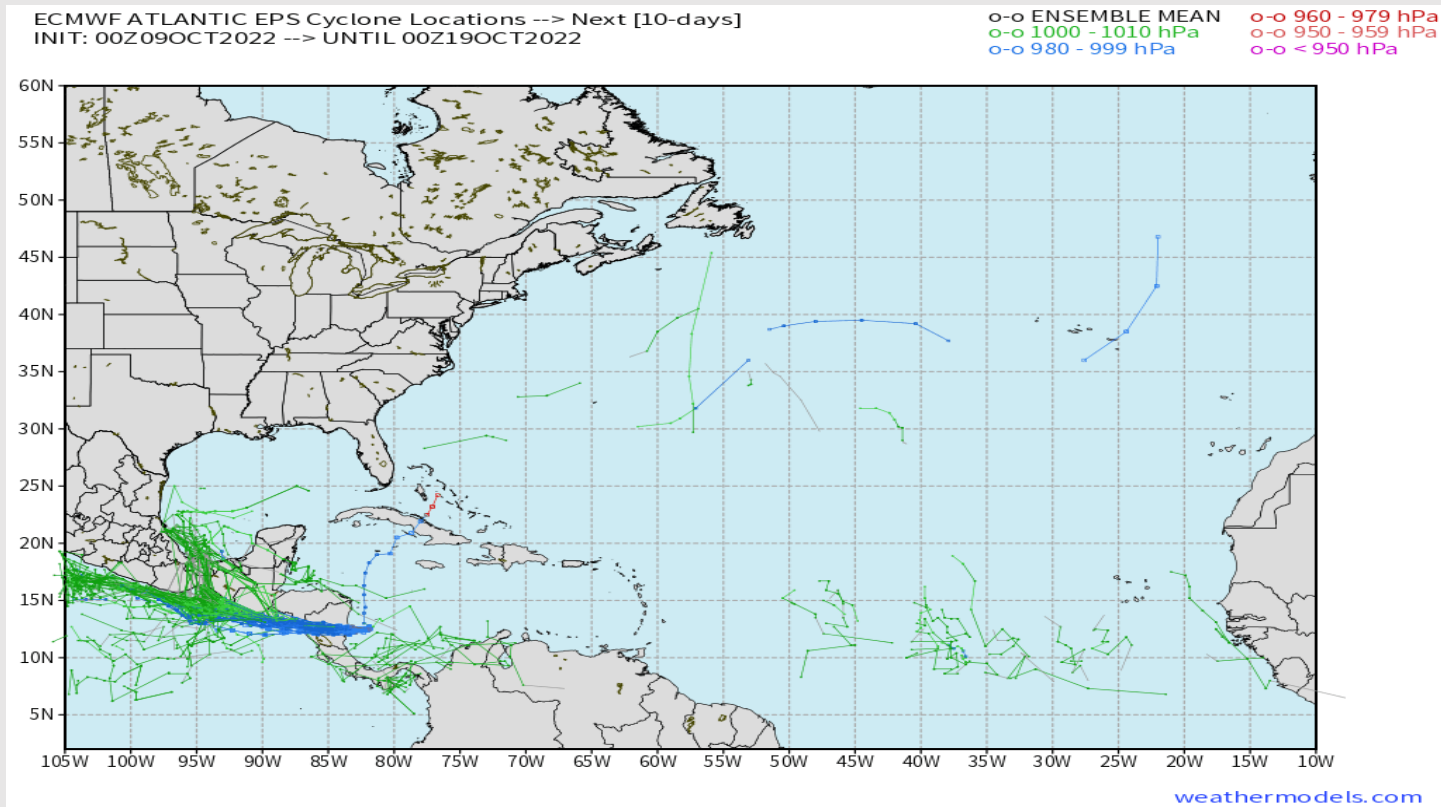 ECMWF ATLANTIC EPS Cyclone Locations --> Next [10-days]
INIT: 00Z09OCT2022 --> UNTIL 00Z19OCT2022
o-o ENSEMBLE MEAN
o-o 1000 - 1010 hPa
o-o 980 - 999 hPa
o-o 960 - 979 hPa
o-o 950 - 959 hPa
o-o < 950 hPa
60N
55N
50N
45N
40N
35N
30N
25N
20N
15N
10N
5N
105W 100W 95W 90W 85W 80W 75W 70W 65W 60W 55W 50W 45W 40W 35W 30W 25W 20W 15W 10W
weathermodels.com